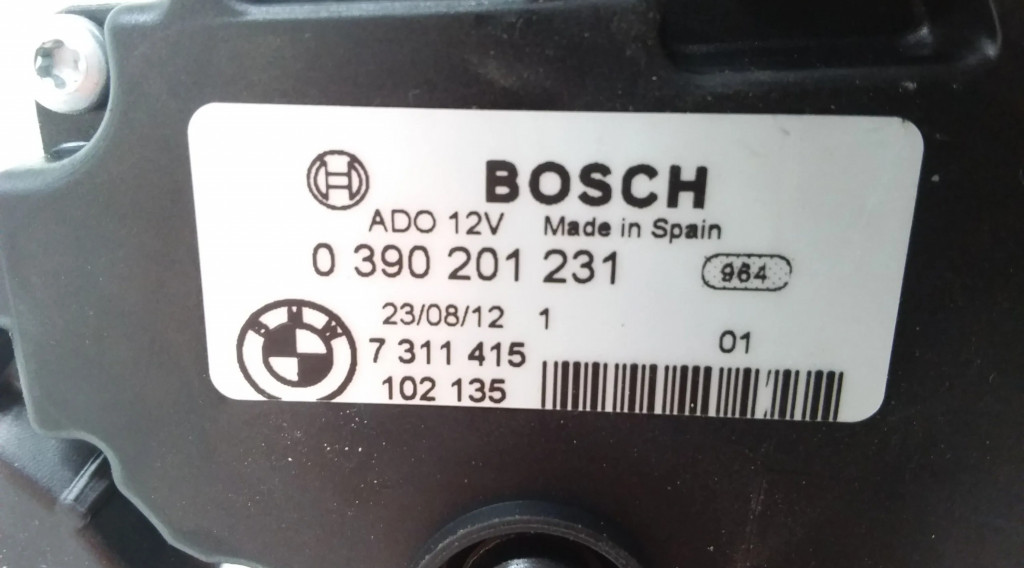 BOSCH
ADO 12V Made in Spain
0 390 201 231 964
23/08/12 1
BMW
7 311 415 01
102 135